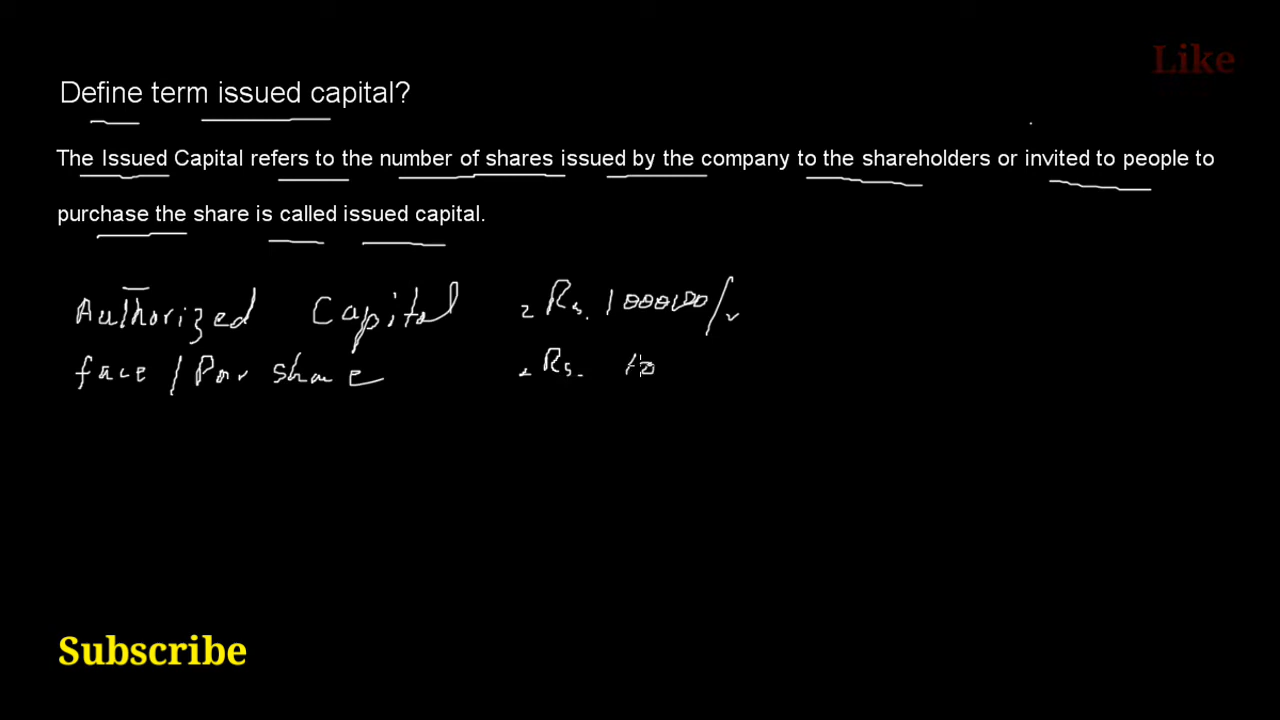 Like
Define term issued capital?
The Issued Capital refers to the number of shares issued by the company to the shareholders or invited to people to
purchase the share is called issued capital.
Authorized Capital = Rs.
face / Par share = Rs. 10
Subscribe